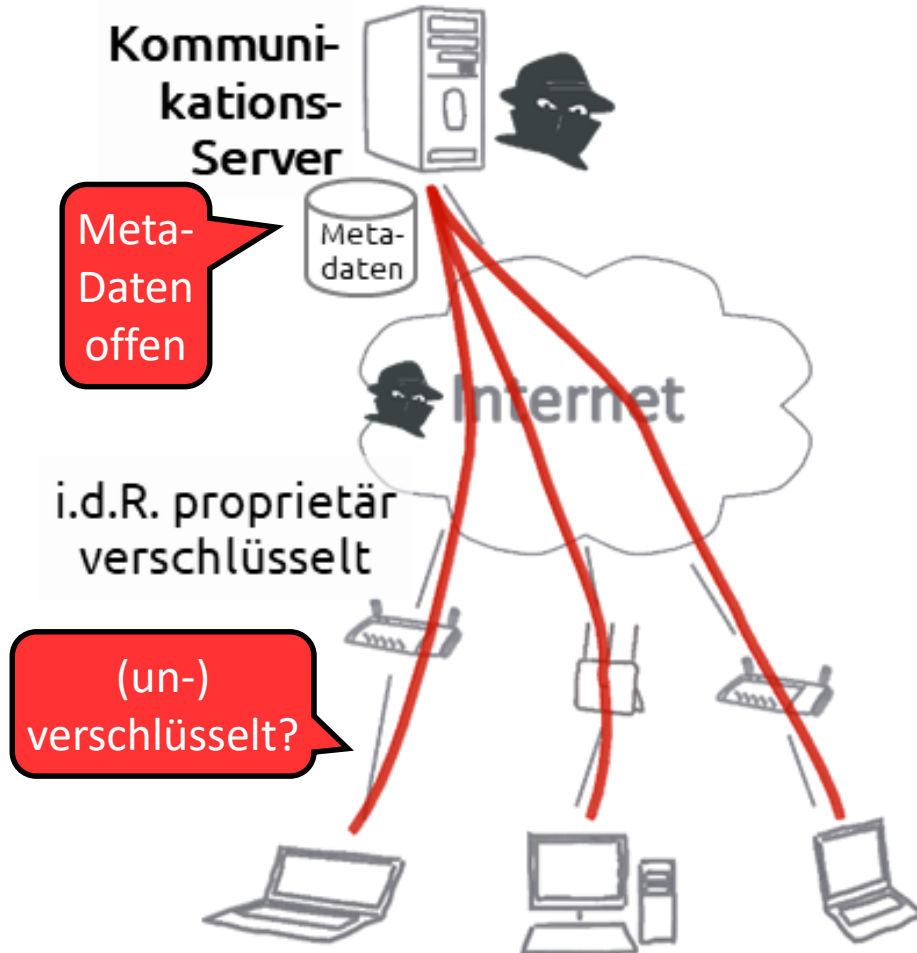 Kommuni-
kations-
Server
Meta-
Daten
offen
Meta-
daten
Internet
i.d.R. proprietär
verschlüsselt
(un-)
verschlüsselt?